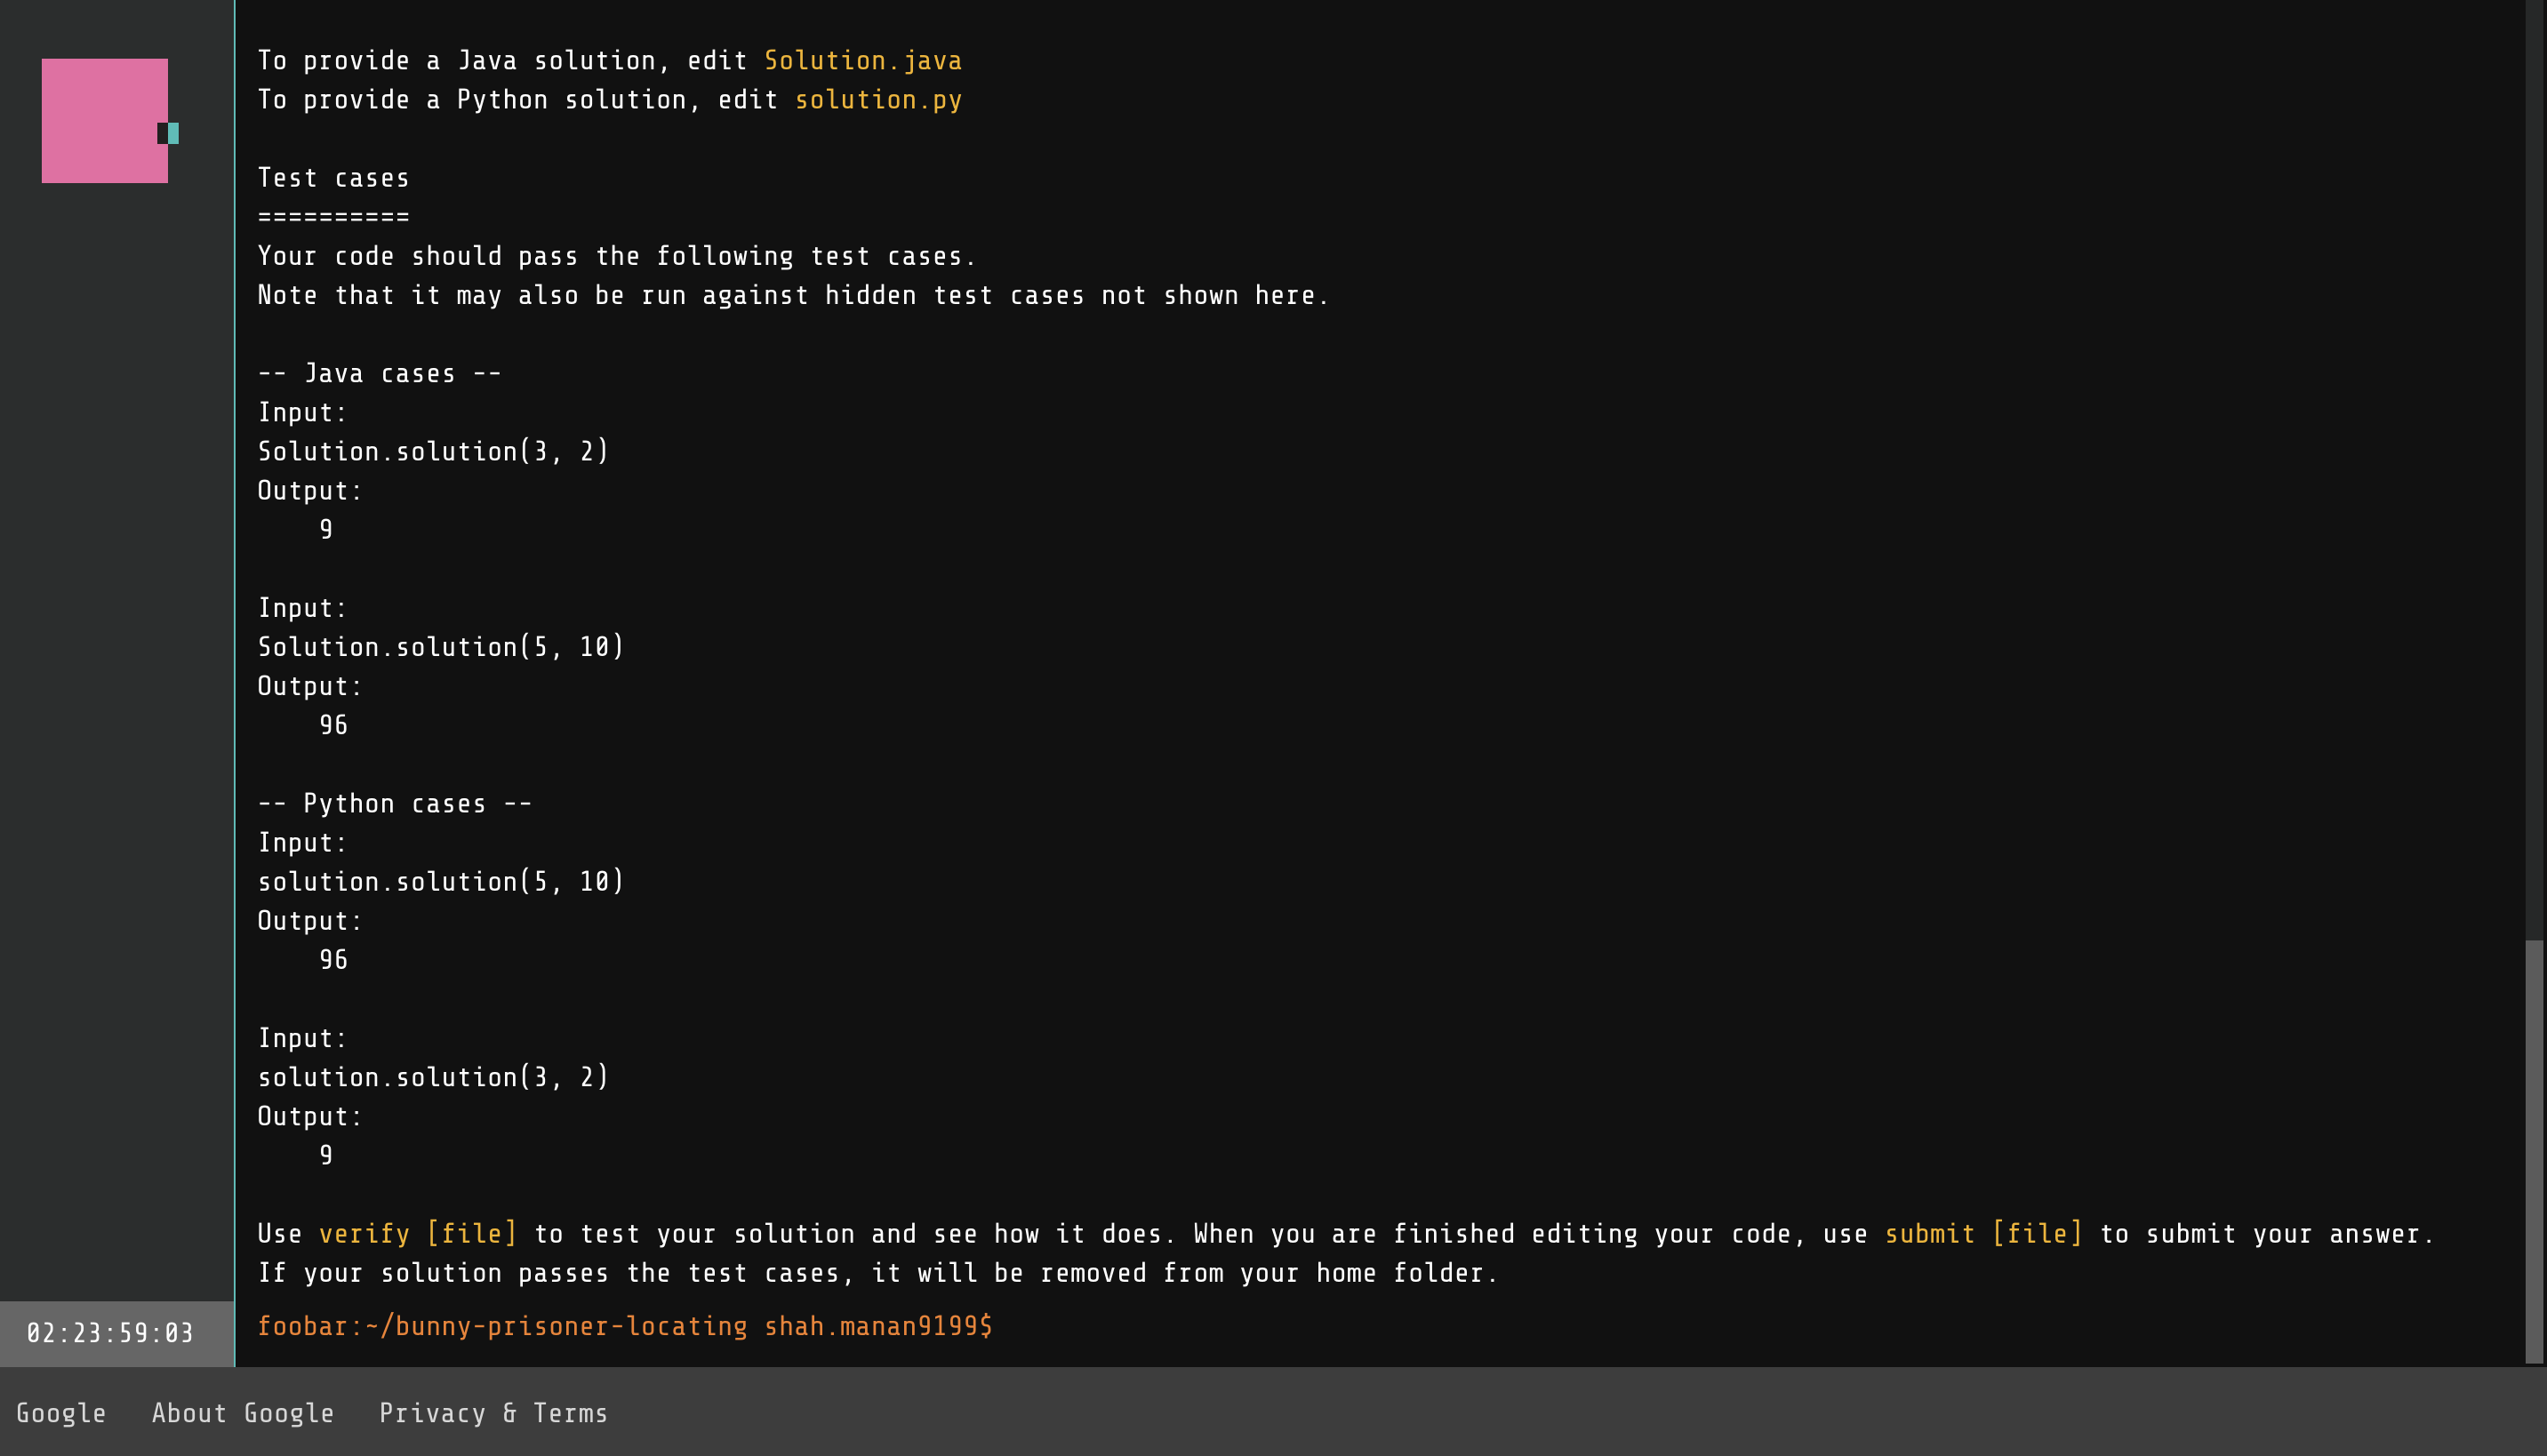 To provide a Java solution, edit Solution.java
To provide a Python solution, edit solution.py
Test cases
==========
Your code should pass the following test cases.
Note that it may also be run against hidden test cases not shown here.
-- Java cases --
Input:
Solution.solution(3, 2)
Output:
    9
Input:
Solution.solution(5, 10)
Output:
    96
-- Python cases --
Input:
solution.solution(5, 10)
Output:
    96
Input:
solution.solution(3, 2)
Output:
    9
Use verify [file] to test your solution and see how it does. When you are finished editing your code, use submit [file] to submit your answer.
If your solution passes the test cases, it will be removed from your home folder.
foobar:~/bunny-prisoner-locating shah.manan9199$
02:23:59:03
Google About Google Privacy & Terms